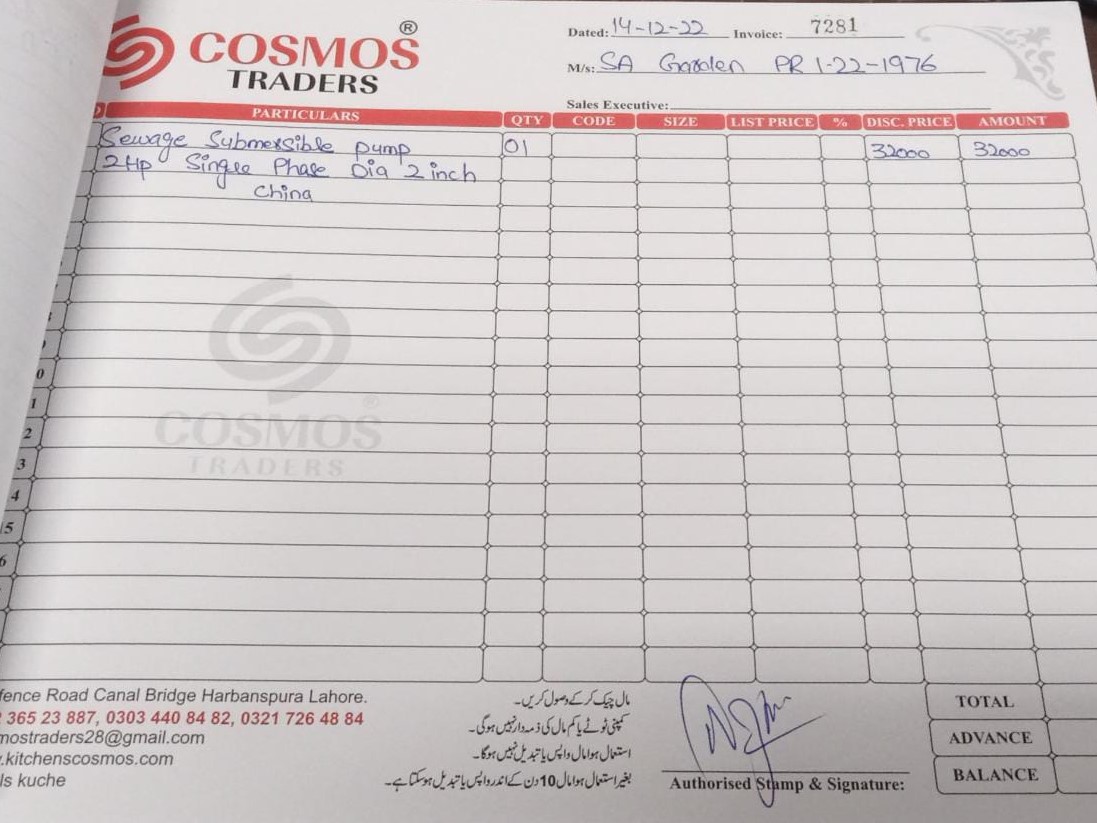 COSMOS ®
TRADERS
Dated: 14-12-22 Invoice: 7281
M/s: SA Garden PR 1-22-1976
Sales Executive:
PARTICULARS QTY CODE SIZE LIST PRICE % DISC. PRICE AMOUNT
Sewage Submersible Pump 01 32000 32000
2Hp Single Phase Dia 2 inch
China
COSMOS
TRADERS
0
1
2
3
4
15
6
fence Road Canal Bridge Harbanspura Lahore.
365 23 887, 0303 440 84 82, 0321 726 48 84
mostraders28@gmail.com
.kitchenscosmos.com
ls kuche
مال چیک کر کے وصول کریں۔
کمپنی ٹوٹے یا کم مال کی ذمہ دار نہیں ہوگی۔
استعمال ہوا مال واپس یا تبدیل نہیں ہوگا۔
بغیر استعمال ہوا مال 10 دن کے اندر واپس یا تبدیل ہوسکتا ہے۔
Authorised Stamp & Signature:
TOTAL
ADVANCE
BALANCE